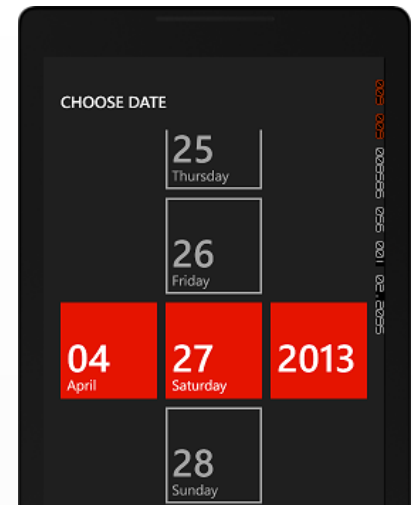 CHOOSE DATE
25
Thursday
26
Friday
04
April
27
Saturday
2013
28
Sunday